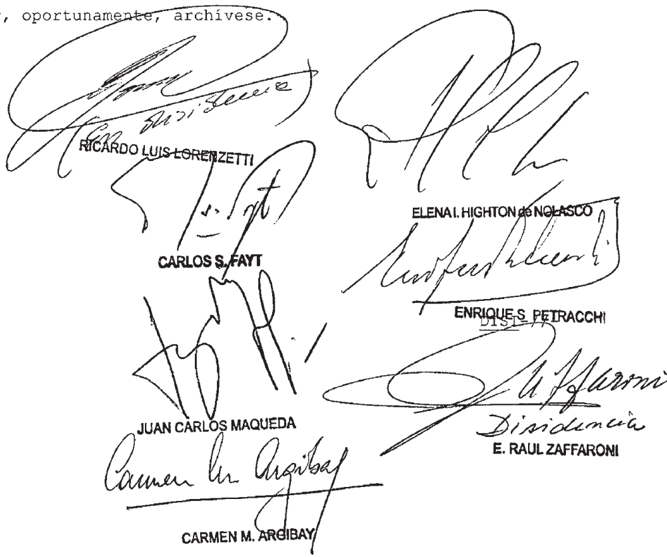 , oportunamente, archívese.
(en disidencia)
RICARDO LUIS LORENZETTI
ELENA I. HIGHTON de NOLASCO
CARLOS S. FAYT
ENRIQUE S. PETRACCHI
DISI-//
JUAN CARLOS MAQUEDA
Disidencia
E. RAUL ZAFFARONI
Carmen M. Argibay
CARMEN M. ARGIBAY